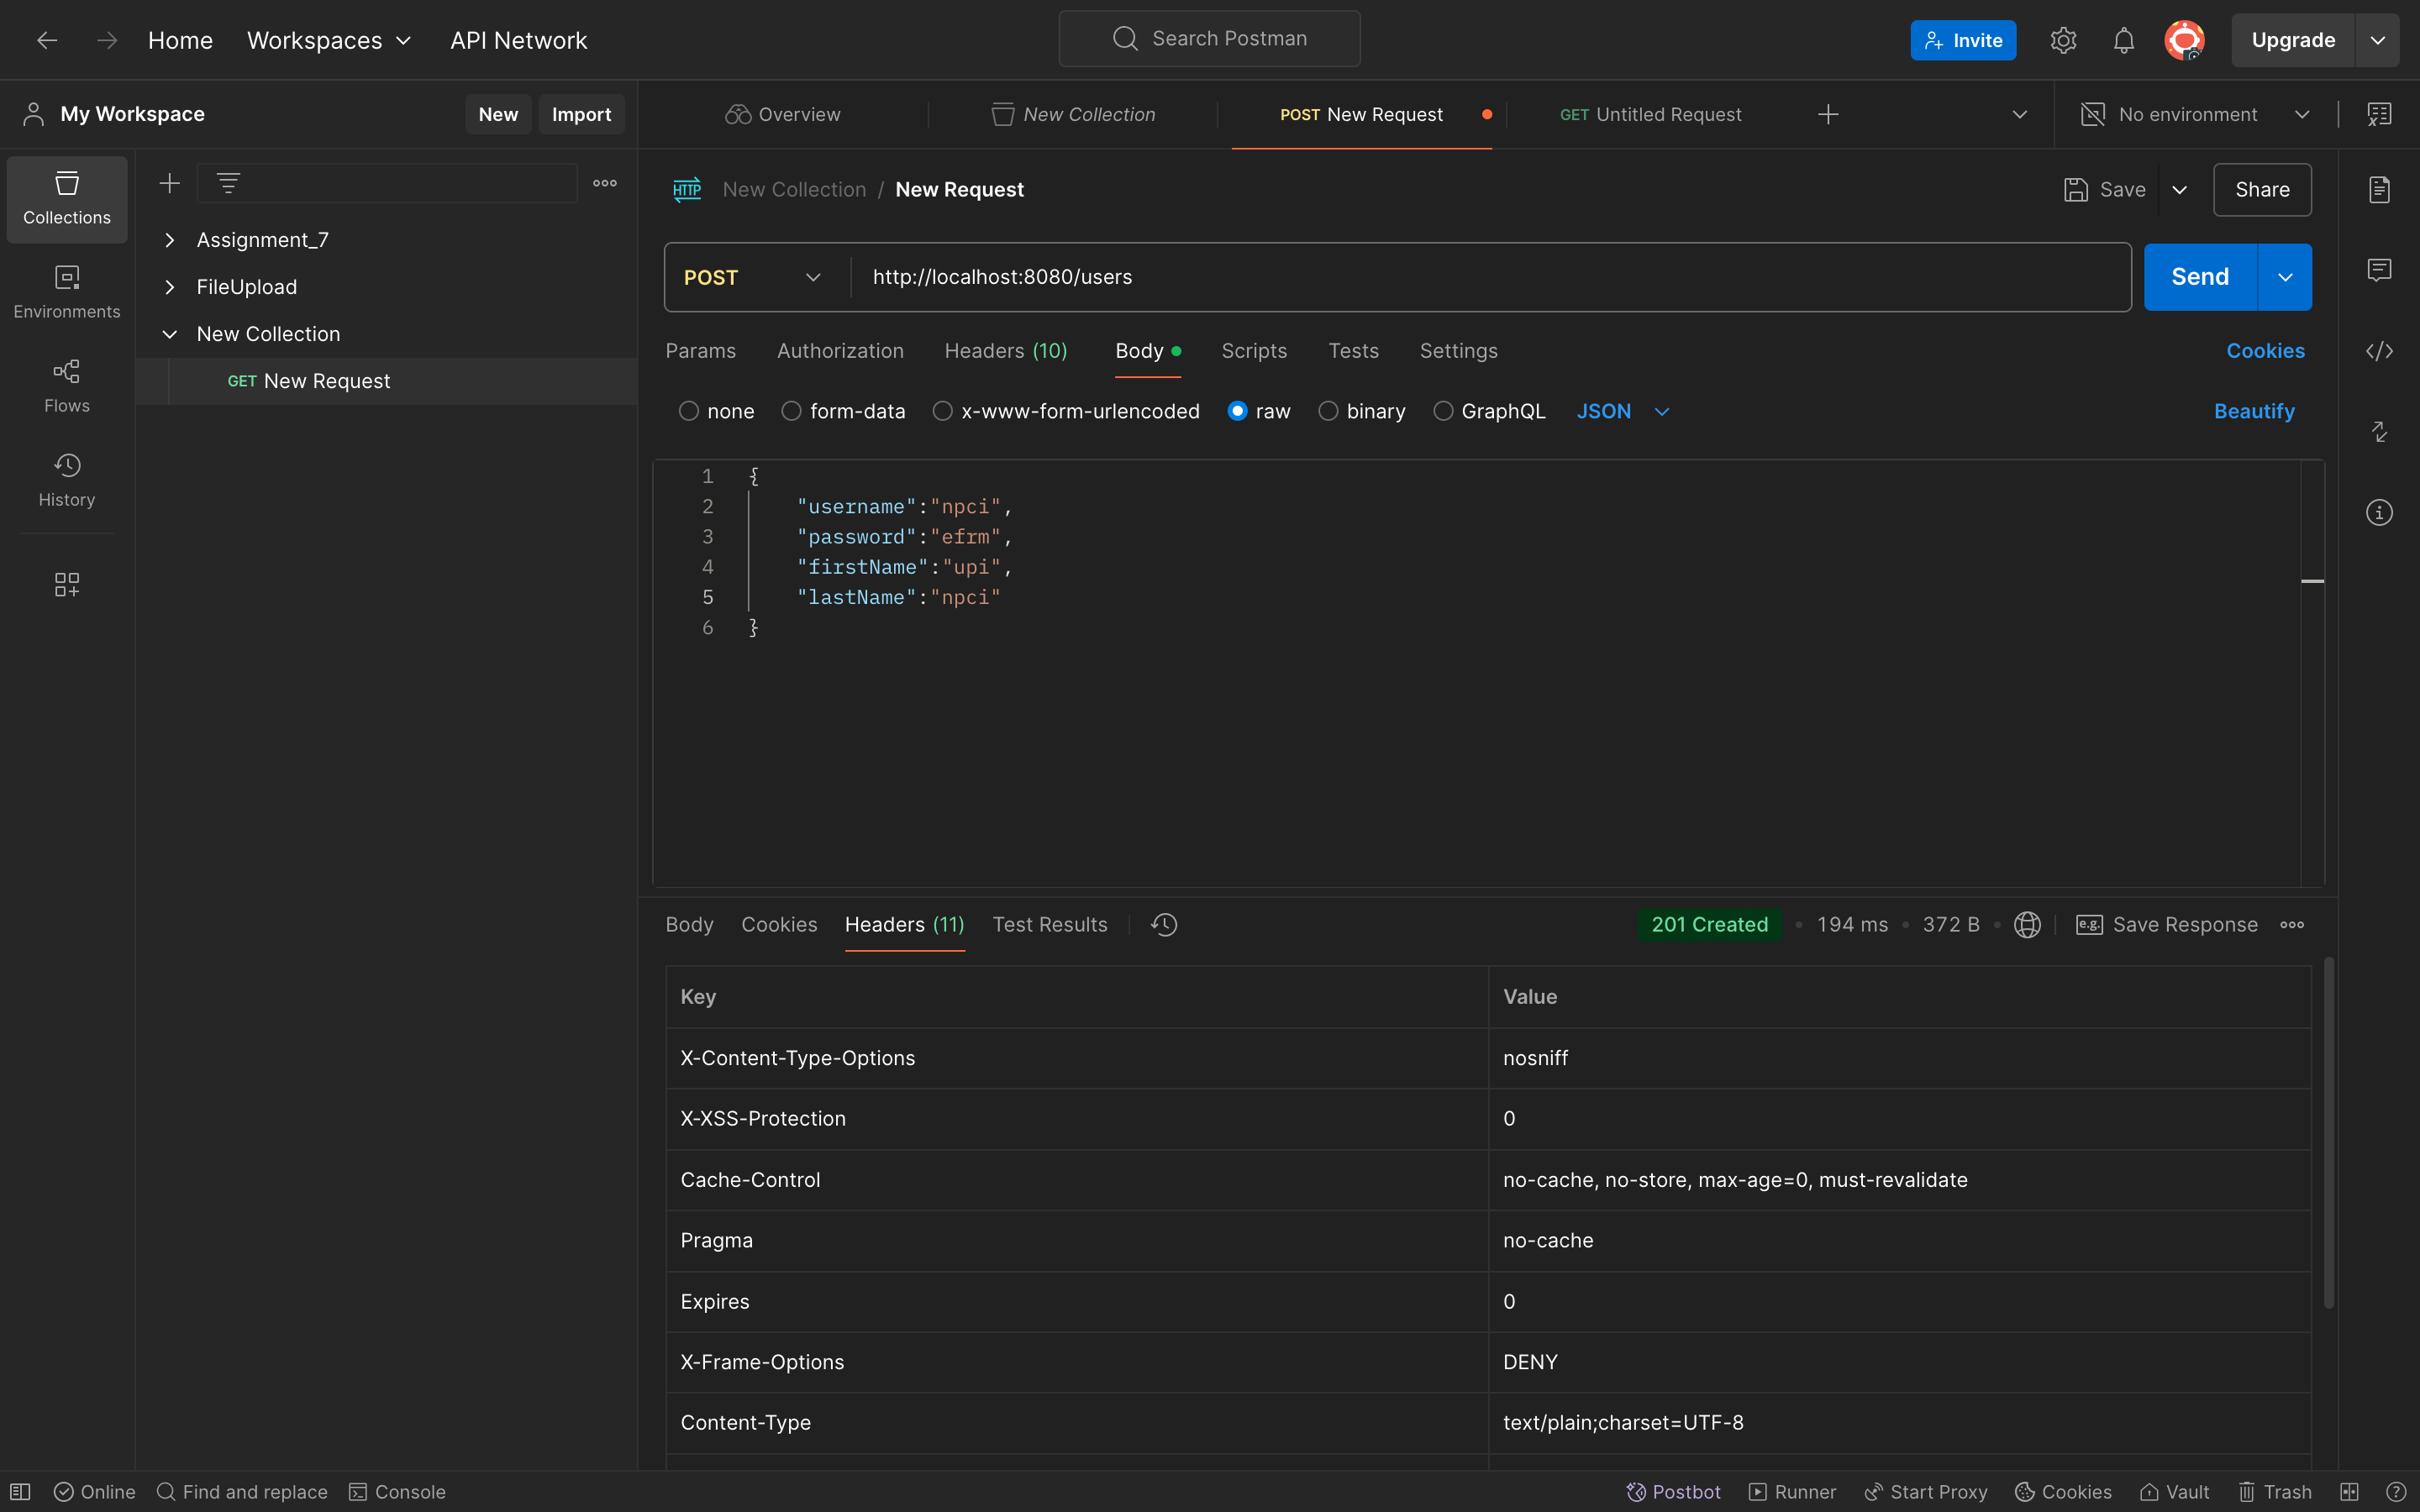 Home Workspaces API Network Search Postman Invite Upgrade
My Workspace New Import Overview New Collection POST New Request GET Untitled Request No environment
Collections
Environments
Flows
History
Assignment_7
FileUpload
New Collection
GET New Request
HTTP New Collection / New Request Save Share
POST http://localhost:8080/users Send
Params Authorization Headers (10) Body Scripts Tests Settings Cookies
none form-data x-www-form-urlencoded raw binary GraphQL JSON Beautify
1 {
2 "username":"npci",
3 "password":"efrm",
4 "firstName":"upi",
5 "lastName":"npci"
6 }
Body Cookies Headers (11) Test Results 201 Created • 194 ms • 372 B • e.g. Save Response
Key Value
X-Content-Type-Options nosniff
X-XSS-Protection 0
Cache-Control no-cache, no-store, max-age=0, must-revalidate
Pragma no-cache
Expires 0
X-Frame-Options DENY
Content-Type text/plain;charset=UTF-8
Online Find and replace Console Postbot Runner Start Proxy Cookies Vault Trash